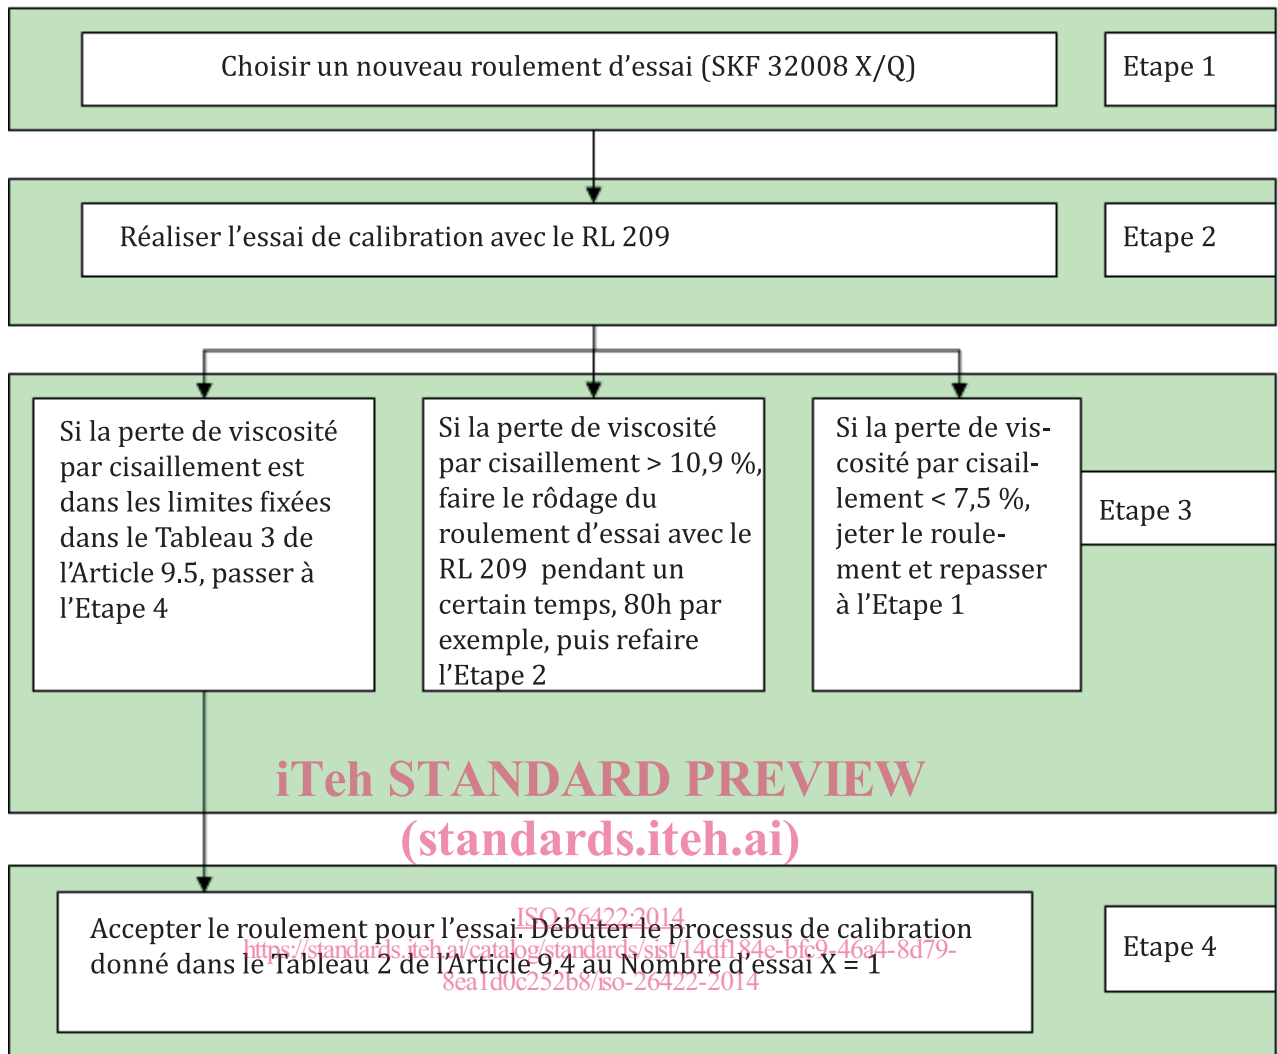 Choisir un nouveau roulement d’essai (SKF 32008 X/Q)
Etape 1
Réaliser l’essai de calibration avec le RL 209
Etape 2
Si la perte de viscosité
par cisaillement est
dans les limites fixées
dans le Tableau 3 de
l’Article 9.5, passer à
l’Etape 4
Si la perte de viscosité
par cisaillement > 10,9 %,
faire le rôdage du
roulement d’essai avec le
RL 209 pendant un
certain temps, 80h par
exemple, puis refaire
l’Etape 2
Si la perte de vis-
cosité par cisail-
lement < 7,5 %,
jeter le roule-
ment et repasser
à l’Etape 1
Etape 3
iTeh STANDARD PREVIEW
(standards.iteh.ai)
Accepter le roulement pour l’essai. Débuter le processus de calibration
donné dans le Tableau 2 de l’Article 9.4 au Nombre d’essai X = 1
Etape 4
ISO 26422:2014
https://standards.iteh.ai/catalog/standards/sist/14df184e-bfc9-46a4-8d79-
8ea1d0c252b8/iso-26422-2014